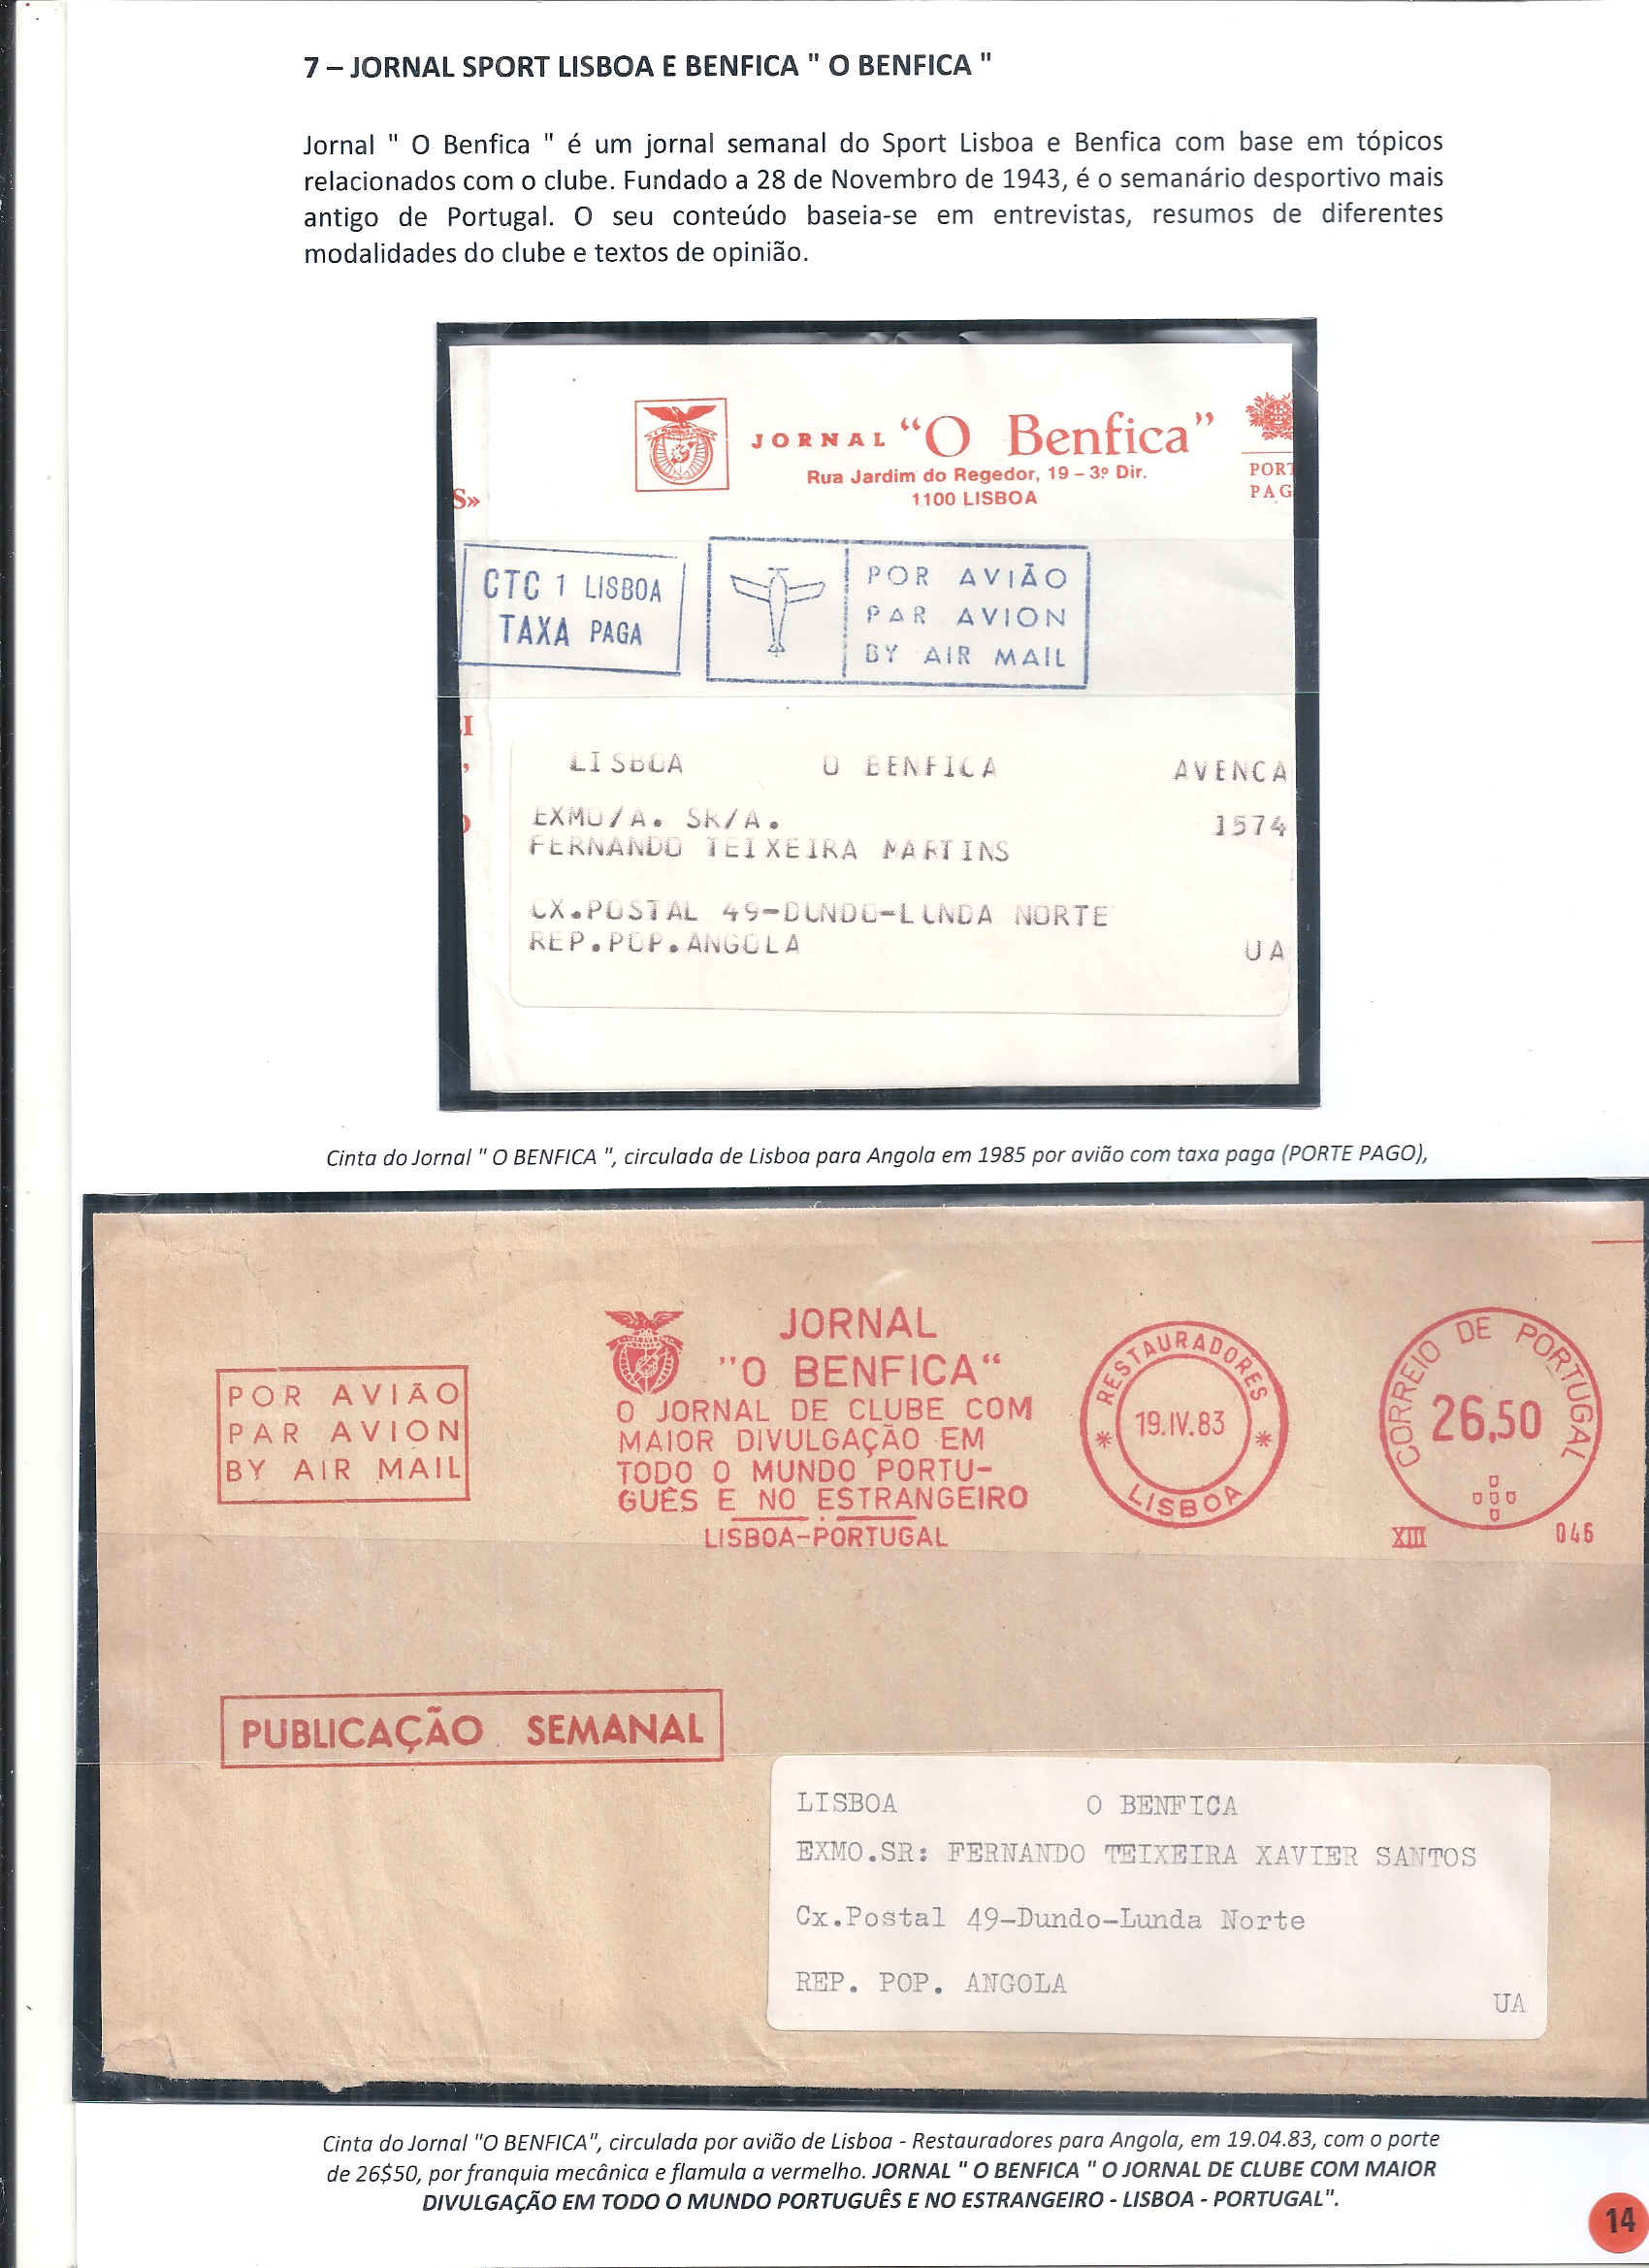 7 – JORNAL SPORT LISBOA E BENFICA " O BENFICA "
Jornal " O Benfica " é um jornal semanal do Sport Lisboa e Benfica com base em tópicos
relacionados com o clube. Fundado a 28 de Novembro de 1943, é o semanário desportivo mais
antigo de Portugal. O seu conteúdo baseia-se em entrevistas, resumos de diferentes
modalidades do clube e textos de opinião.
JORNAL “O Benfica”
Rua Jardim do Regedor, 19 – 3º Dir.
1100 LISBOA
PORT
PAG
S»
CTC 1 LISBOA
TAXA PAGA
POR AVIÃO
PAR AVION
BY AIR MAIL
LISBOA O BENFICA AVENCA
EXMO/A. SR/A. 1574
FERNANDO TEIXEIRA MARTINS
CX.POSTAL 49-DUNDO-LUNDA NORTE
REP.POP.ANGOLA UA
Cinta do Jornal " O BENFICA ", circulada de Lisboa para Angola em 1985 por avião com taxa paga (PORTE PAGO),
POR AVIÃO
PAR AVION
BY AIR MAIL
JORNAL
"O BENFICA“
O JORNAL DE CLUBE COM
MAIOR DIVULGAÇÃO EM
TODO O MUNDO PORTU-
GUÊS E NO ESTRANGEIRO
LISBOA-PORTUGAL
* RESTAURADORES *
19.IV.83
LISBOA
CORREIO DE PORTUGAL
26,50
XIII 046
PUBLICAÇÃO SEMANAL
LISBOA O BENFICA
EXMO.SR: FERNANDO TEIXEIRA XAVIER SANTOS
Cx.Postal 49-Dundo-Lunda Norte
REP. POP. ANGOLA
UA
Cinta do Jornal "O BENFICA", circulada por avião de Lisboa - Restauradores para Angola, em 19.04.83, com o porte
de 26$50, por franquia mecânica e flamula a vermelho. JORNAL " O BENFICA " O JORNAL DE CLUBE COM MAIOR
DIVULGAÇÃO EM TODO O MUNDO PORTUGUÊS E NO ESTRANGEIRO - LISBOA - PORTUGAL".
14